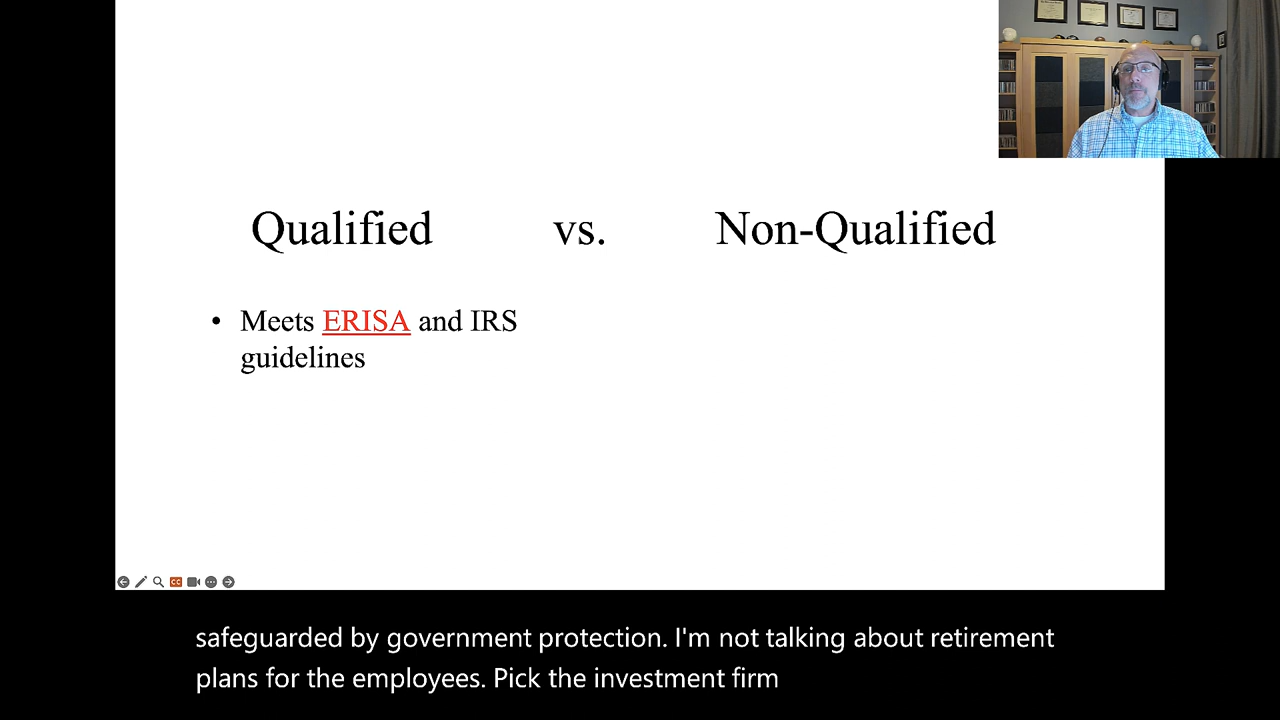 Qualified vs. Non-Qualified
• Meets ERISA and IRS
guidelines
CC
safeguarded by government protection. I'm not talking about retirement
plans for the employees. Pick the investment firm